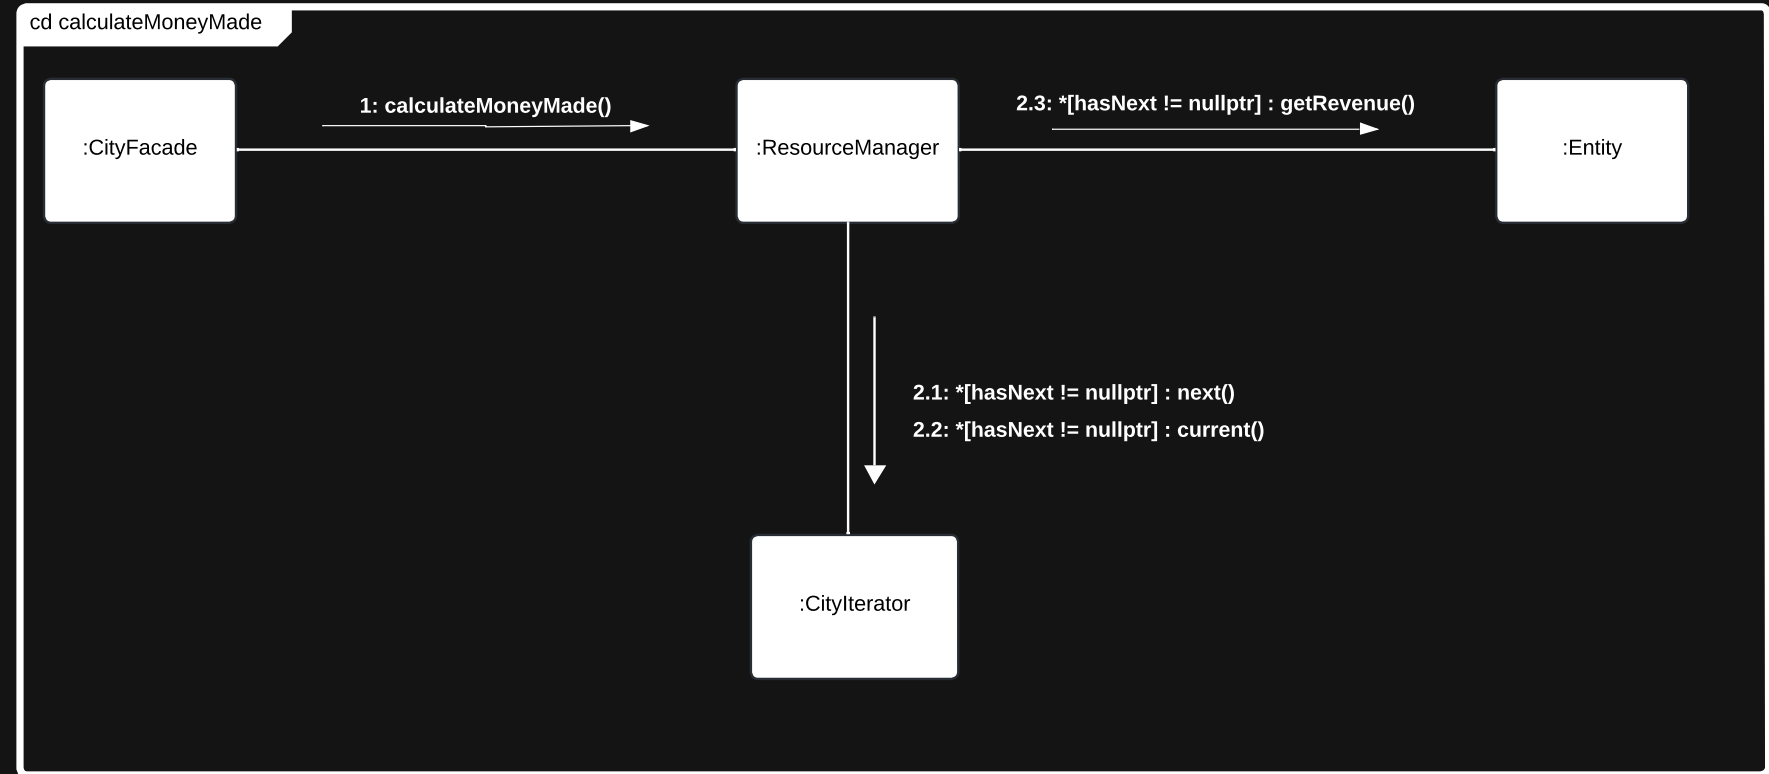 cd calculateMoneyMade
1: calculateMoneyMade()
2.3: *[hasNext != nullptr] : getRevenue()
:CityFacade
:ResourceManager
:Entity
2.1: *[hasNext != nullptr] : next()
2.2: *[hasNext != nullptr] : current()
:CityIterator